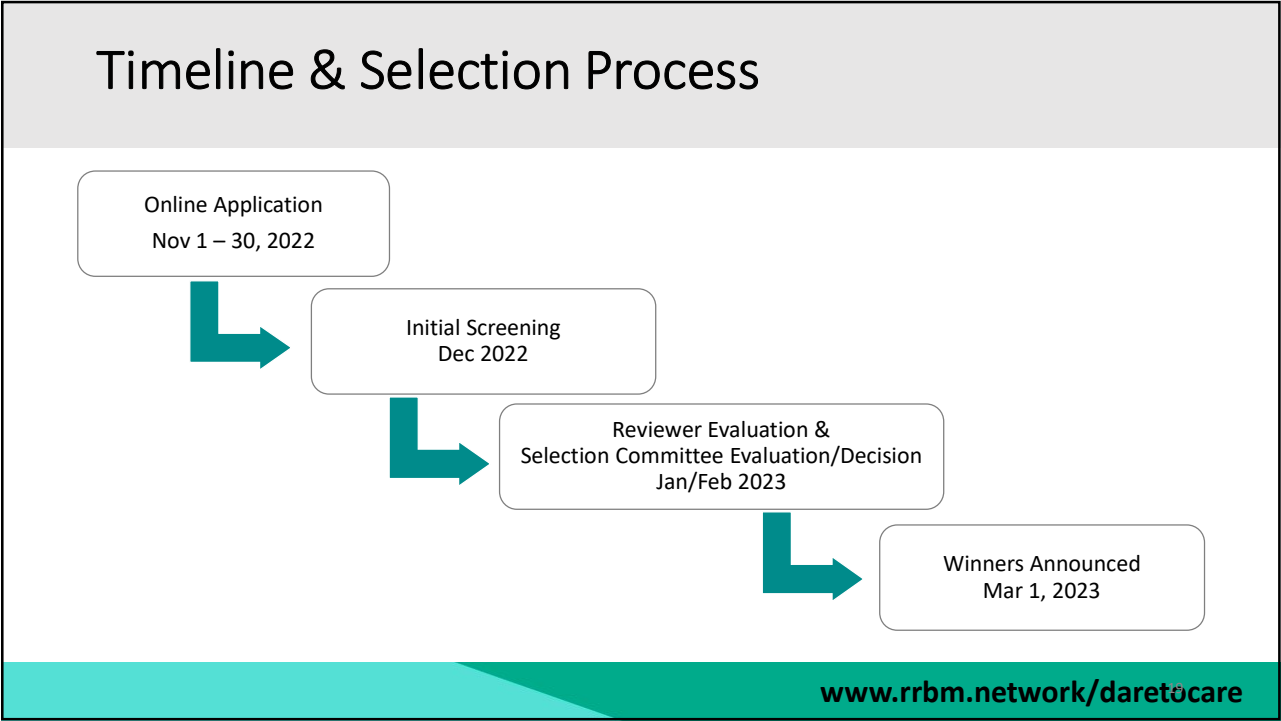 Timeline & Selection Process
Online Application
Nov 1 – 30, 2022
Initial Screening
Dec 2022
Reviewer Evaluation &
Selection Committee Evaluation/Decision
Jan/Feb 2023
Winners Announced
Mar 1, 2023
www.rrbm.network/daretocare